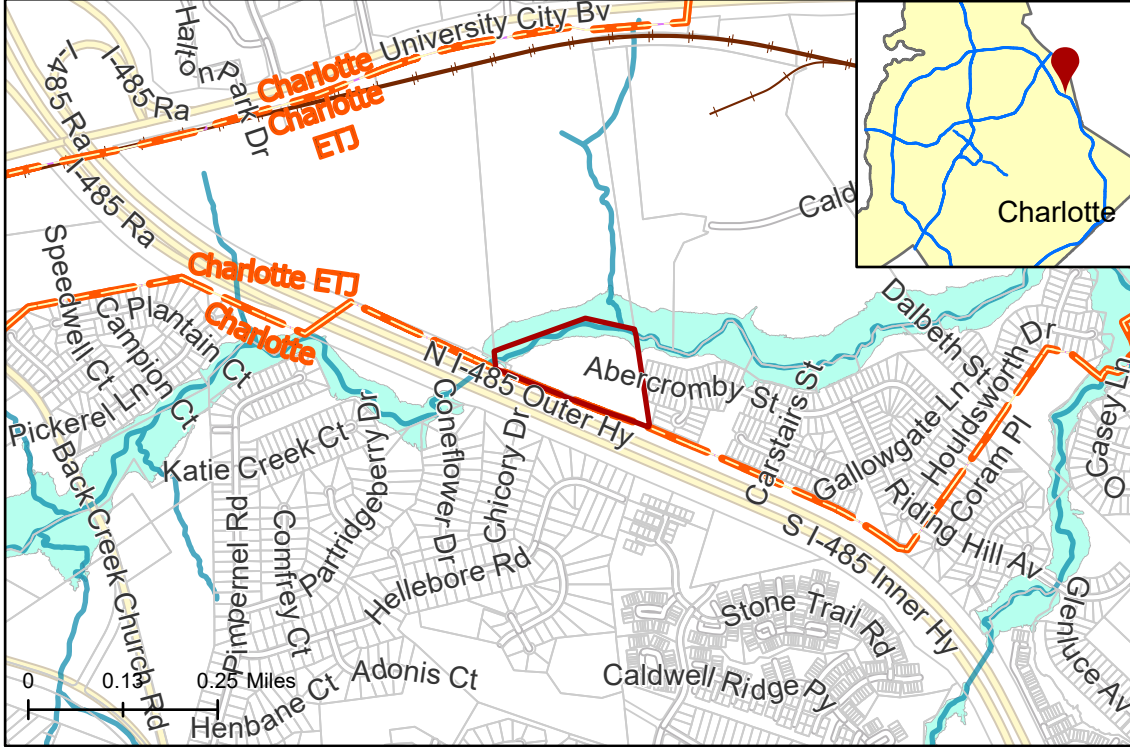 University City Bv
Hallton Park Dr
I-485 Ra
I-485 Ra
I-485 Ra
Charlotte
Charlotte
ETJ
Cald
Charlotte
Charlotte ETJ
Charlotte
Speedwell Ct
Campion Ct
Plantain Ct
Pickerel Ln
Back Creek Church Rd
Katie Creek Ct
Pimpernel Rd
Comfrey Ct
Partridgeberry Dr
Coneflower Dr
Chicory Dr
Hellebore Rd
N I-485 Outer Hy
Abercromby St
Carstairs St
Dalbeth St
Gallowgate Ln
Houldsworth Dr
Coram Pl
Riding Hill Av
Casey Ln
O
S I-485 Inner Hy
Glenluce Av
Stone Trail Rd
Caldwell Ridge Py
Adonis Ct
Henbane Ct
0 0.13 0.25 Miles